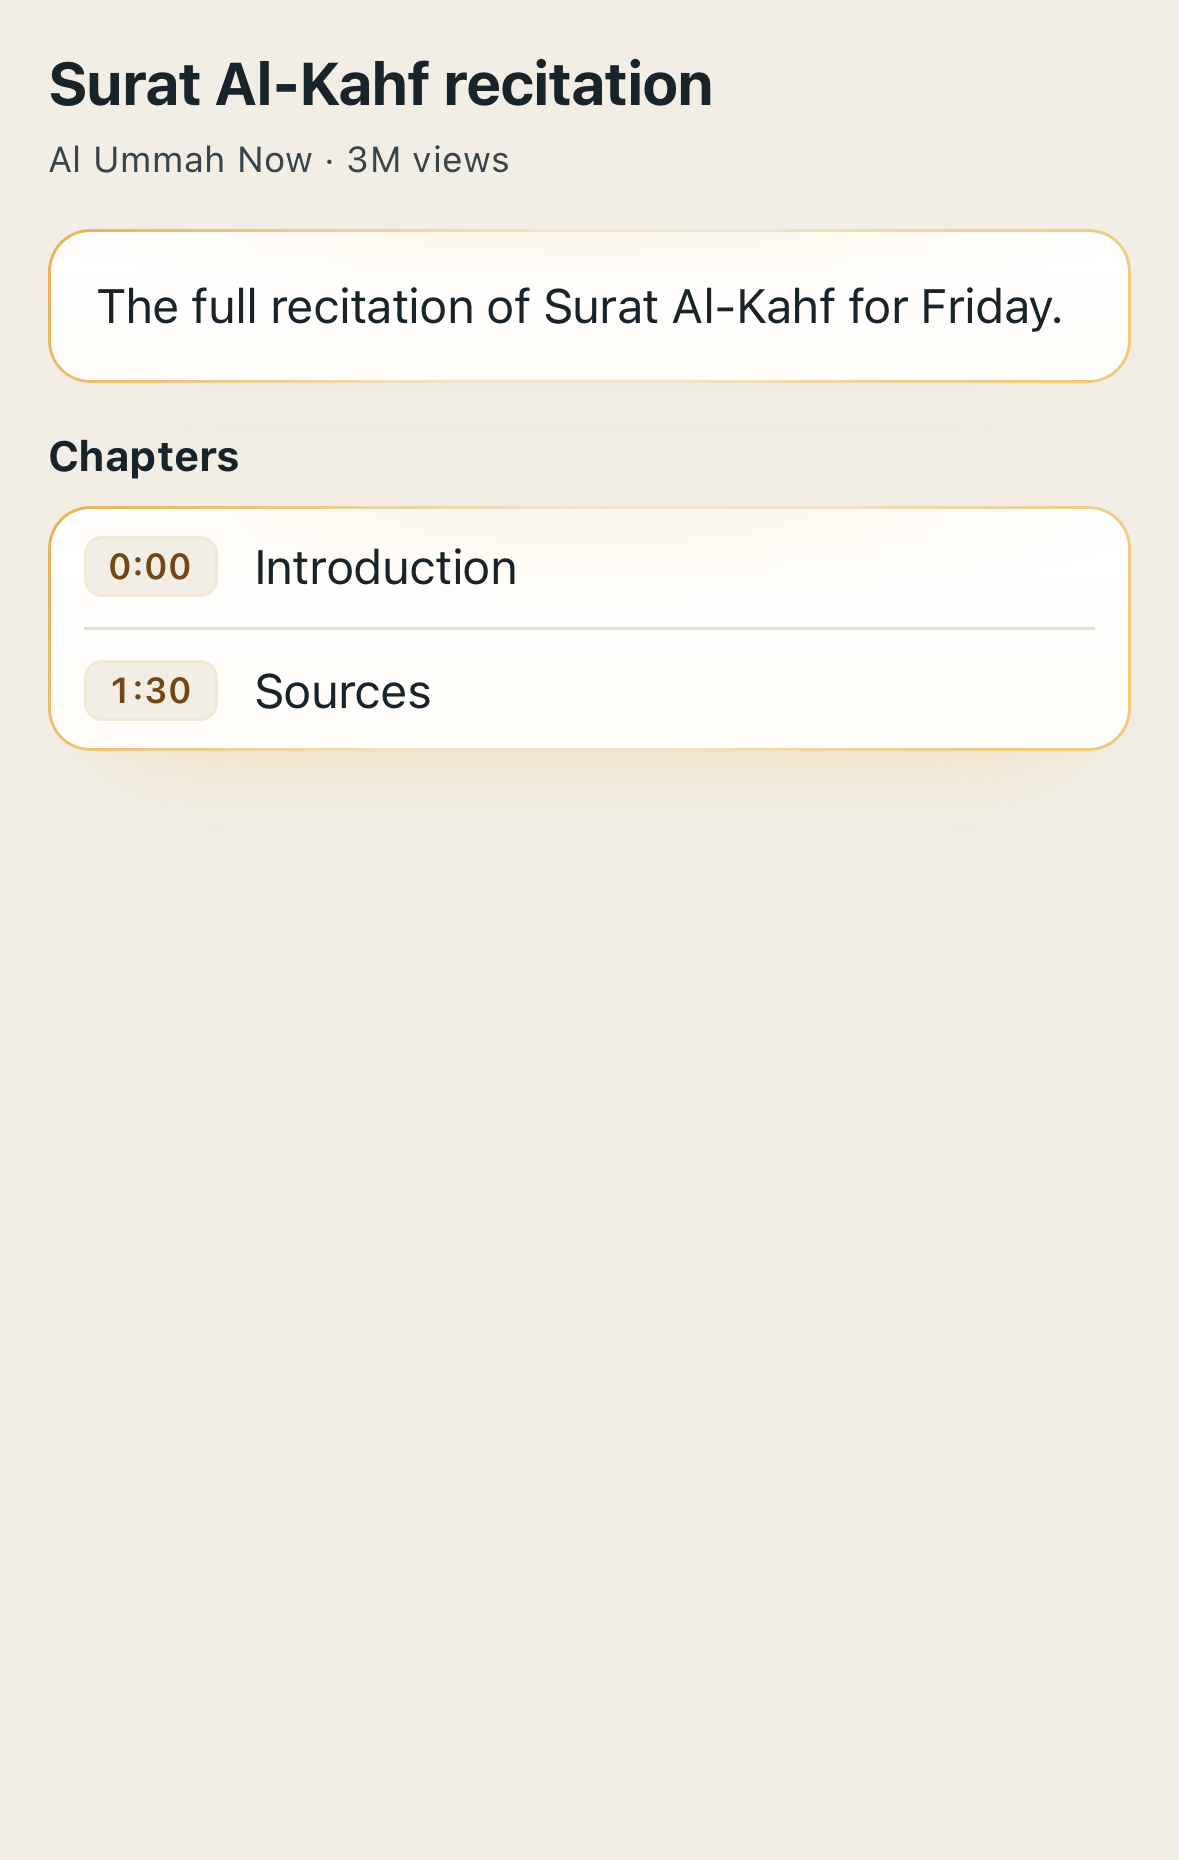 Surat Al-Kahf recitation
Al Ummah Now · 3M views
The full recitation of Surat Al-Kahf for Friday.
Chapters
0:00 Introduction
1:30 Sources